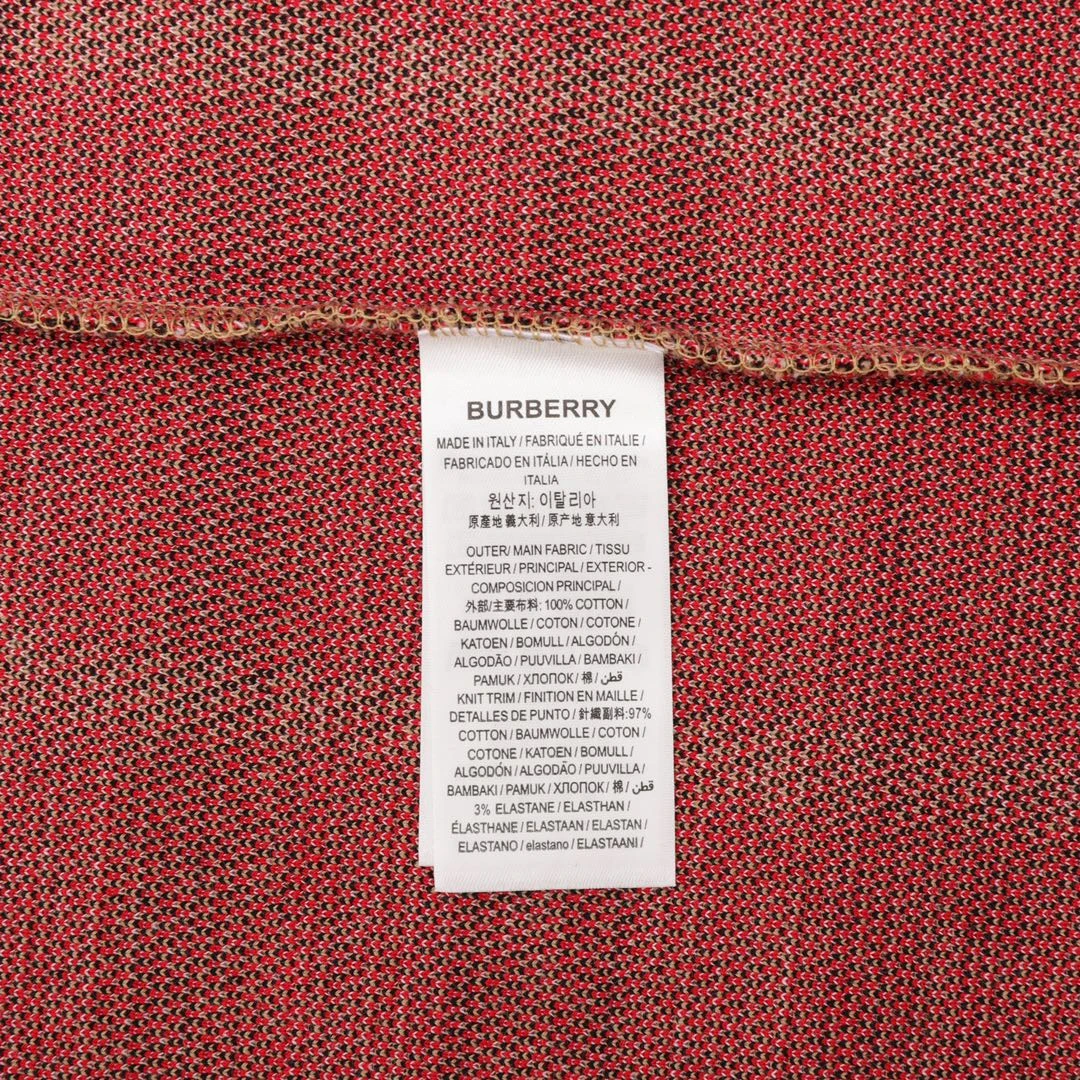 BURBERRY
MADE IN ITALY / FABRIQUÉ EN ITALIE /
FABRICADO EN ITÁLIA / HECHO EN
ITALIA
원산지: 이탈리아
原產地義大利/ 原产地意大利
OUTER/ MAIN FABRIC / TISSU
EXTÉRIEUR / PRINCIPAL / EXTERIOR -
COMPOSICION PRINCIPAL /
外部/主要布料: 100% COTTON /
BAUMWOLLE / COTON / COTONE /
KATOEN / BOMULL / ALGODÓN /
ALGODÃO / PUUVILLA / BAMBAKI /
PAMUK / ХЛОПОК / 棉 / قطن
KNIT TRIM / FINITION EN MAILLE /
DETALLES DE PUNTO / 針織副料:97%
COTTON / BAUMWOLLE / COTON /
COTONE / KATOEN / BOMULL /
ALGODÓN / ALGODÃO / PUUVILLA /
BAMBAKI / PAMUK / ХЛОПОК / 棉 / قطن
3% ELASTANE / ELASTHAN /
ÉLASTHANE / ELASTAAN / ELASTAN /
ELASTANO / elastano / ELASTAANI /